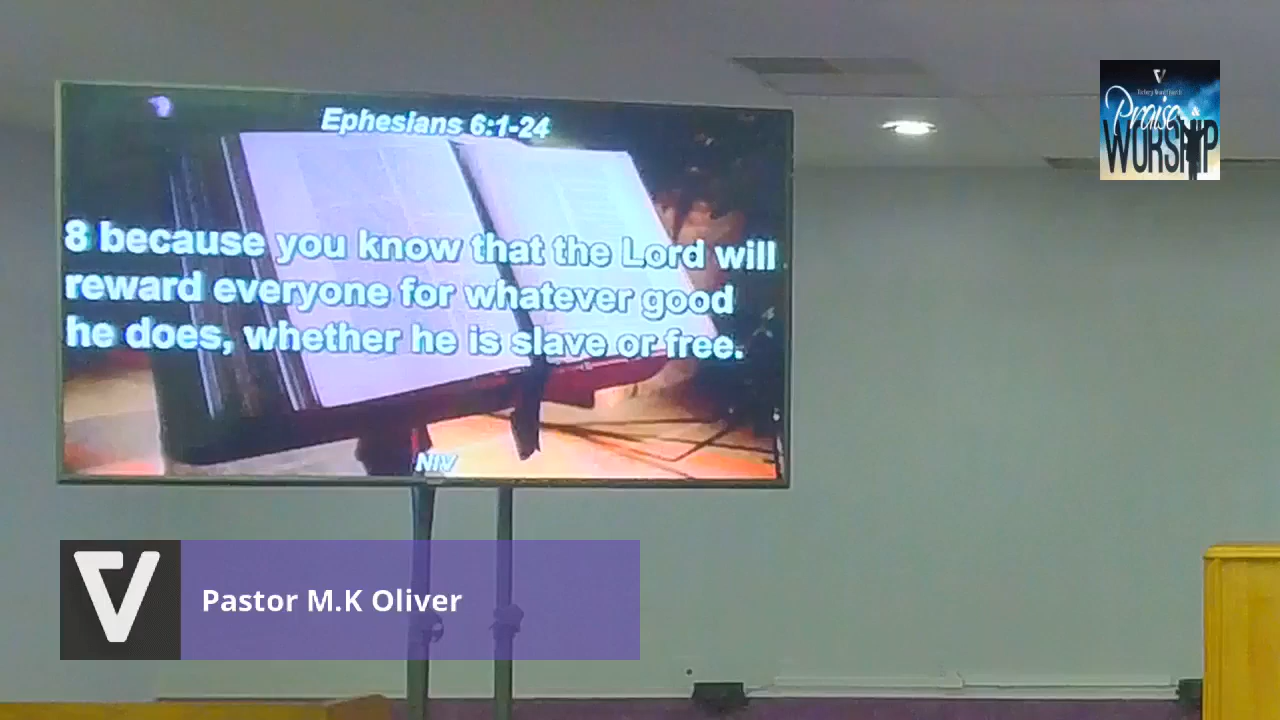 Ephesians 6:1-24
8 because you know that the Lord will
reward everyone for whatever good
he does, whether he is slave or free.
NIV
Praise &
WORSHIP
Pastor M.K Oliver